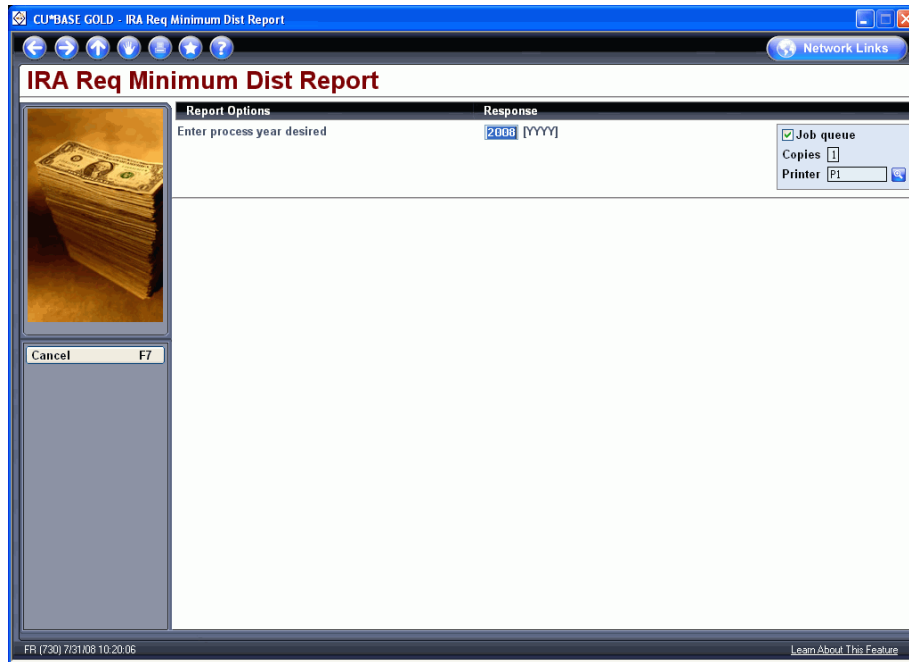 CU*BASE GOLD - IRA Req Minimum Dist Report
Network Links
IRA Req Minimum Dist Report
Report Options Response
Enter process year desired 2008 [YYYY]
Job queue
Copies 1
Printer P1
Cancel F7
FR (730) 7/31/08 10:20:06
Learn About This Feature